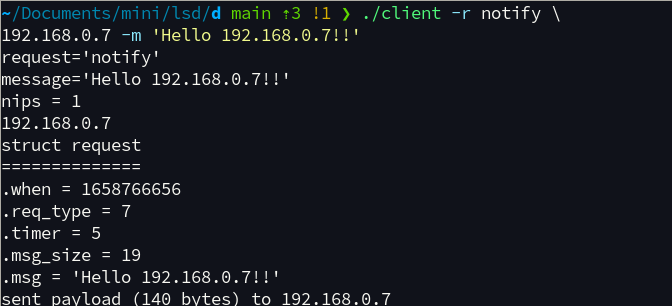 ~/Documents/mini/lsd/d main ⇡3 !1 ❯ ./client -r notify \
192.168.0.7 -m 'Hello 192.168.0.7!!'
request='notify'
message='Hello 192.168.0.7!!'
nips = 1
192.168.0.7
struct request
==============
.when = 1658766656
.req_type = 7
.timer = 5
.msg_size = 19
.msg = 'Hello 192.168.0.7!!'
sent payload (140 bytes) to 192.168.0.7